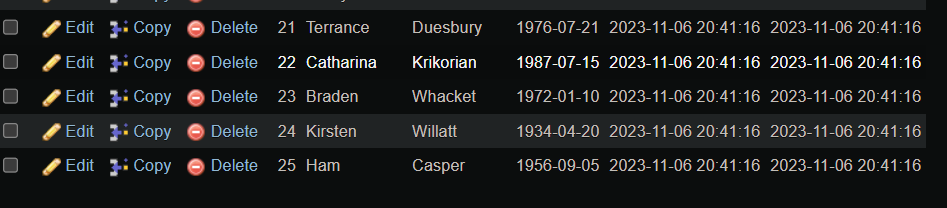 Edit Copy Delete 21 Terrance Duesbury 1976-07-21 2023-11-06 20:41:16 2023-11-06 20:41:16
Edit Copy Delete 22 Catharina Krikorian 1987-07-15 2023-11-06 20:41:16 2023-11-06 20:41:16
Edit Copy Delete 23 Braden Whacket 1972-01-10 2023-11-06 20:41:16 2023-11-06 20:41:16
Edit Copy Delete 24 Kirsten Willatt 1934-04-20 2023-11-06 20:41:16 2023-11-06 20:41:16
Edit Copy Delete 25 Ham Casper 1956-09-05 2023-11-06 20:41:16 2023-11-06 20:41:16